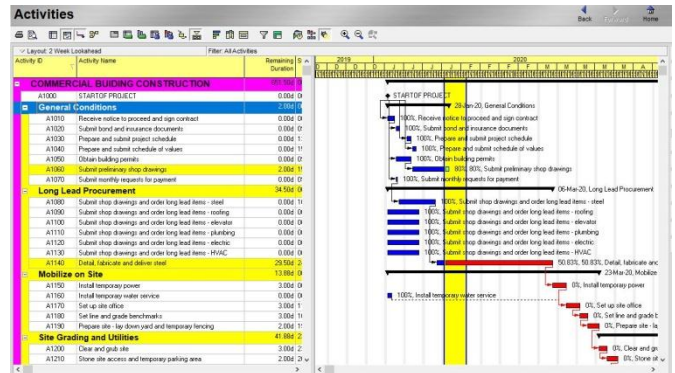 Activities
Back Forward Home
Layout: 2 Week Lookahead Filter: All Activities
Activity ID Activity Name Remaining Duration
2019 2020
COMMERCIAL BUIDING CONSTRUCTION
A1000 STARTOF PROJECT 0.00d
STARTOF PROJECT
General Conditions 2.00d
28-Jan-20, General Conditions
A1010 Receive notice to proceed and sign contract 0.00d
100%, Receive notice to proceed and sign contract
A1020 Submit bond and insurance documents 0.00d
100%, Submit bond and insurance documents
A1030 Prepare and submit project schedule 0.00d
100%, Prepare and submit project schedule
A1040 Prepare and submit schedule of values 0.00d
100%, Prepare and submit schedule of values
A1050 Obtain building permits 0.00d
100%, Obtain building permits
A1060 Submit preliminary shop drawings 2.00d
80%, 80%, Submit preliminary shop drawings
A1070 Submit monthly requests for payment 0.00d
100%, Submit monthly requests for payment
Long Lead Procurement 34.50d
06-Mar-20, Long Lead Procurement
A1080 Submit shop drawings and order long lead items - steel 0.00d
100%, Submit shop drawings and order long lead items - steel
A1090 Submit shop drawings and order long lead items - roofing 0.00d
100%, Submit shop drawings and order long lead items - roofing
A1100 Submit shop drawings and order long lead items - elevator 0.00d
100%, Submit shop drawings and order long lead items - elevator
A1110 Submit shop drawings and order long lead items - plumbing 0.00d
100%, Submit shop drawings and order long lead items - plumbing
A1120 Submit shop drawings and order long lead items - electric 0.00d
100%, Submit shop drawings and order long lead items - electric
A1130 Submit shop drawings and order long lead items - HVAC 0.00d
100%, Submit shop drawings and order long lead items - HVAC
A1140 Detail, fabricate and deliver steel 29.50d
50.83%, 50.83%, Detail, fabricate and
Mobilize on Site 13.88d
23-Mar-20, Mobilize
A1150 Install temporary power 3.00d
0%, Install temporary power
A1160 Install temporary water service 0.00d
100%, Install temporary water service
A1170 Set up site office 3.00d
0%, Set up site office
A1180 Set line and grade benchmarks 3.00d
0%, Set line and grade b
A1190 Prepare site - lay down yard and temporary fencing 2.00d
0%, Prepare site - la
Site Grading and Utilities 41.88d
A1200 Clear and grub site 3.00d
0%, Clear and gr
A1210 Stone site access and temporary parking area 2.00d
0%, Stone sit